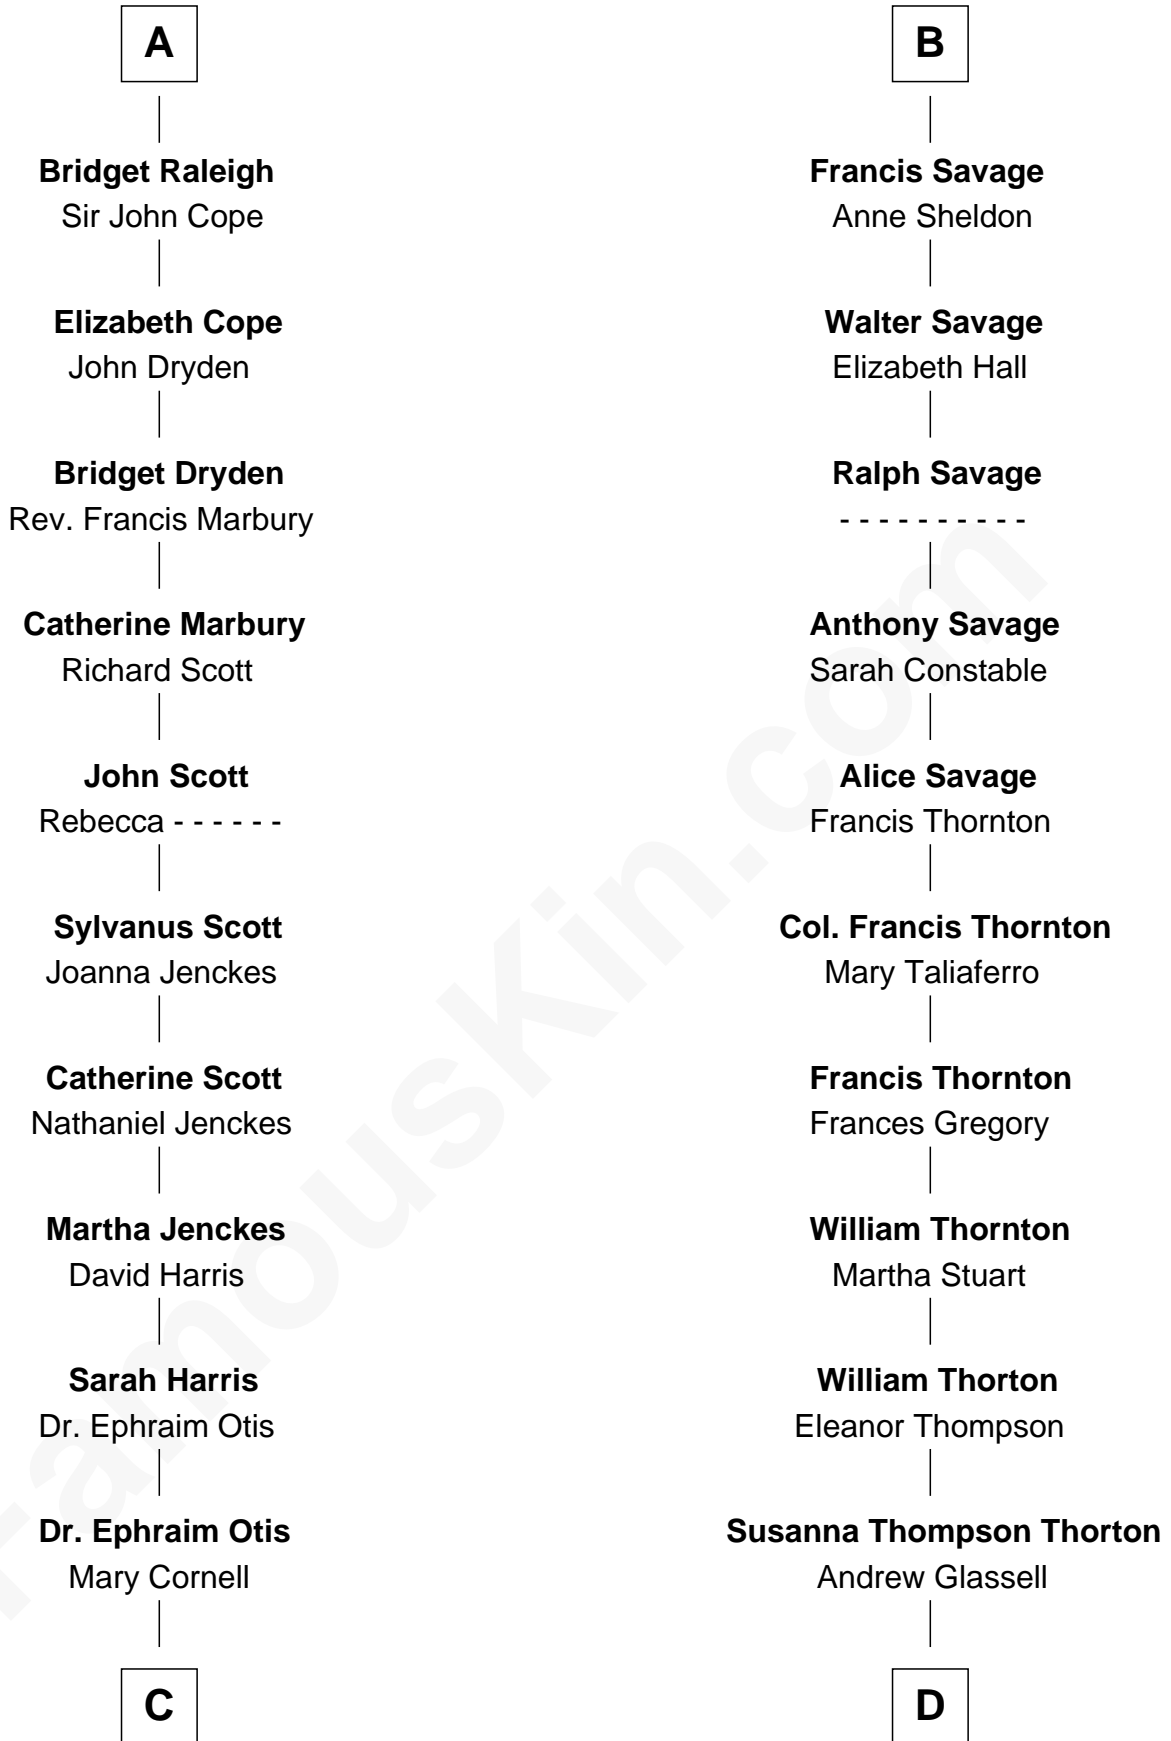 A
Bridget Raleigh
Sir John Cope
Elizabeth Cope
John Dryden
Bridget Dryden
Rev. Francis Marbury
Catherine Marbury
Richard Scott
John Scott
Rebecca - - - - - -
Sylvanus Scott
Joanna Jenckes
Catherine Scott
Nathaniel Jenckes
Martha Jenckes
David Harris
Sarah Harris
Dr. Ephraim Otis
Dr. Ephraim Otis
Mary Cornell
C
B
Francis Savage
Anne Sheldon
Walter Savage
Elizabeth Hall
Ralph Savage
- - - - - - - - - -
Anthony Savage
Sarah Constable
Alice Savage
Francis Thornton
Col. Francis Thornton
Mary Taliaferro
Francis Thornton
Frances Gregory
William Thornton
Martha Stuart
William Thorton
Eleanor Thompson
Susanna Thompson Thorton
Andrew Glassell
D
FamousKin.com